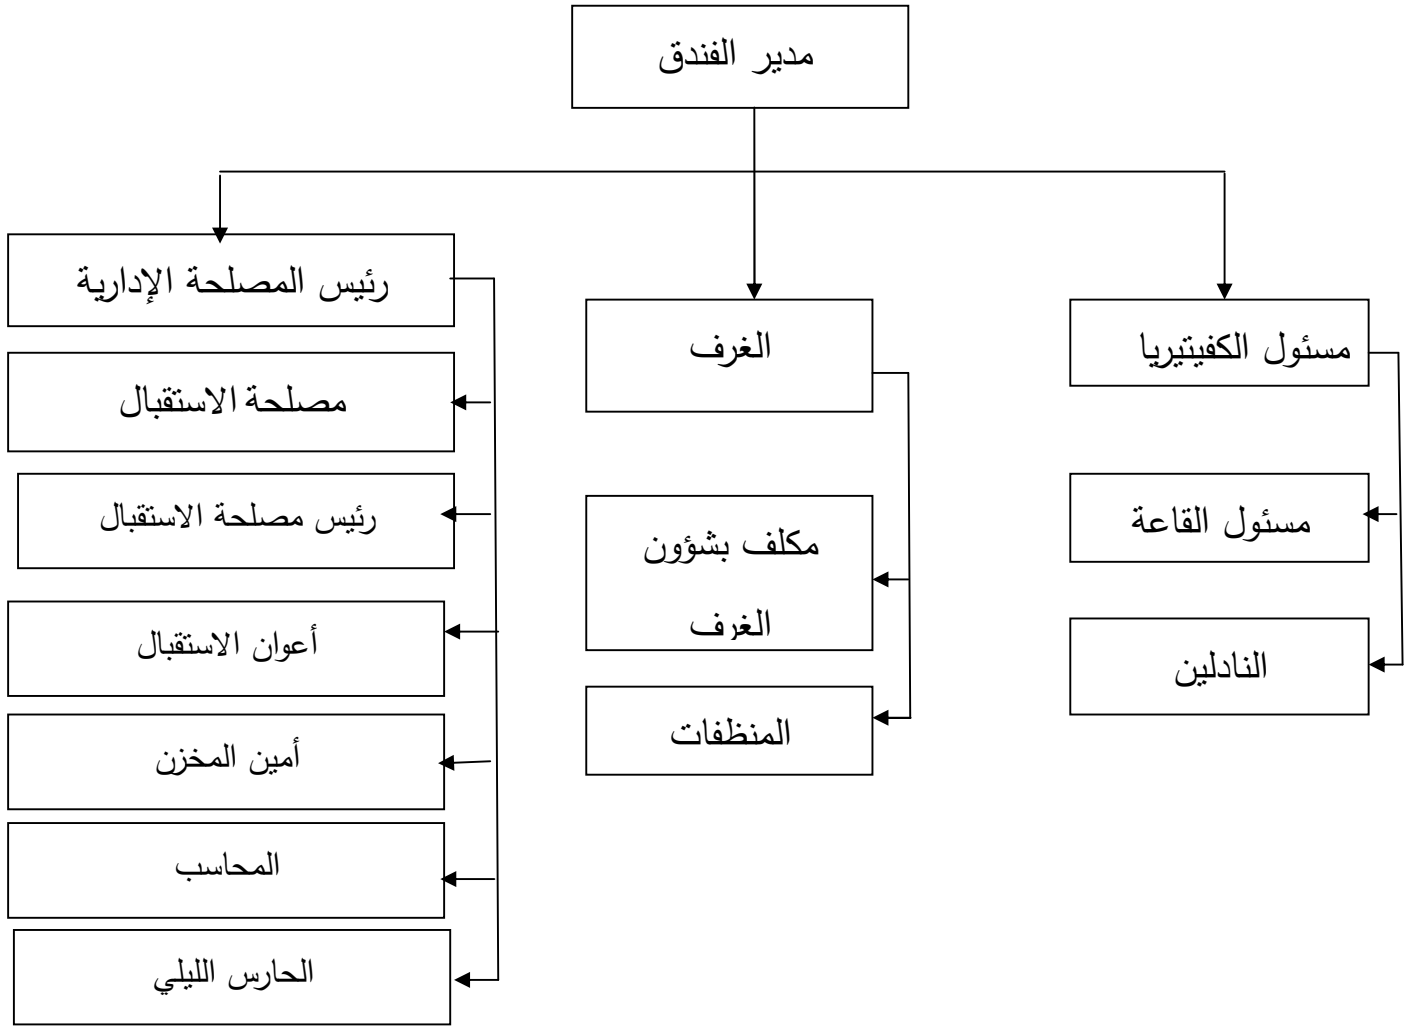 مدير الفندق
مسئول الكفيتيريا
مسئول القاعة
النادلين
الغرف
مكلف بشؤون
الغرف
المنظفات
رئيس المصلحة الإدارية
مصلحة الاستقبال
رئيس مصلحة الاستقبال
أعوان الاستقبال
أمين المخزن
المحاسب
الحارس الليلي